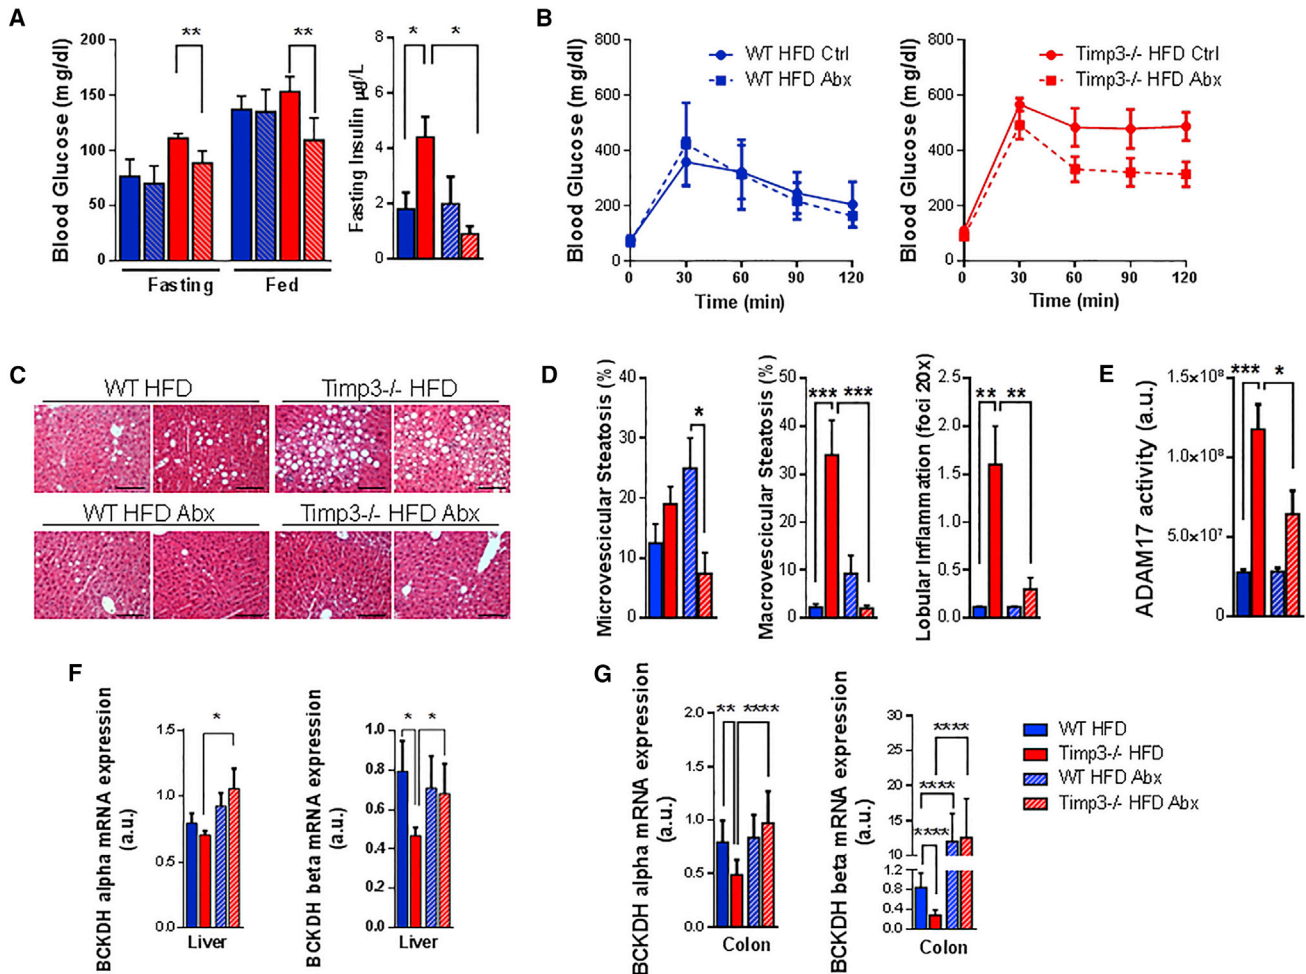 A
Blood Glucose (mg/dl)
200
150
100
50
0
**
**
Fasting
Fed
Fasting Insulin µg/L
8
6
4
2
0
*
*
B
Blood Glucose (mg/dl)
800
600
400
200
0
WT HFD Ctrl
WT HFD Abx
0
30
60
90
120
Time (min)
Blood Glucose (mg/dl)
800
600
400
200
0
Timp3-/- HFD Ctrl
Timp3-/- HFD Abx
0
30
60
90
120
Time (min)
C
WT HFD
Timp3-/- HFD
WT HFD Abx
Timp3-/- HFD Abx
D
Microvescicular Steatosis (%)
40
30
20
10
0
*
Macrovescicular Steatosis (%)
50
40
30
20
10
0
***
***
Lobular Inflammation (foci 20x)
2.5
2.0
1.5
1.0
0.5
0.0
**
**
E
ADAM17 activity (a.u.)
1.5×10⁸
1.0×10⁸
5.0×10⁷
0
***
*
F
BCKDH alpha mRNA expression
(a.u.)
1.5
1.0
0.5
0.0
*
Liver
BCKDH beta mRNA expression
(a.u.)
1.0
0.8
0.6
0.4
0.2
0.0
*
*
Liver
G
BCKDH alpha mRNA expression
(a.u.)
2.0
1.5
1.0
0.5
0.0
**
****
Colon
BCKDH beta mRNA expression
(a.u.)
30
25
20
15
10
1.2
0.8
0.4
0.0
****
****
****
Colon
WT HFD
Timp3-/- HFD
WT HFD Abx
Timp3-/- HFD Abx